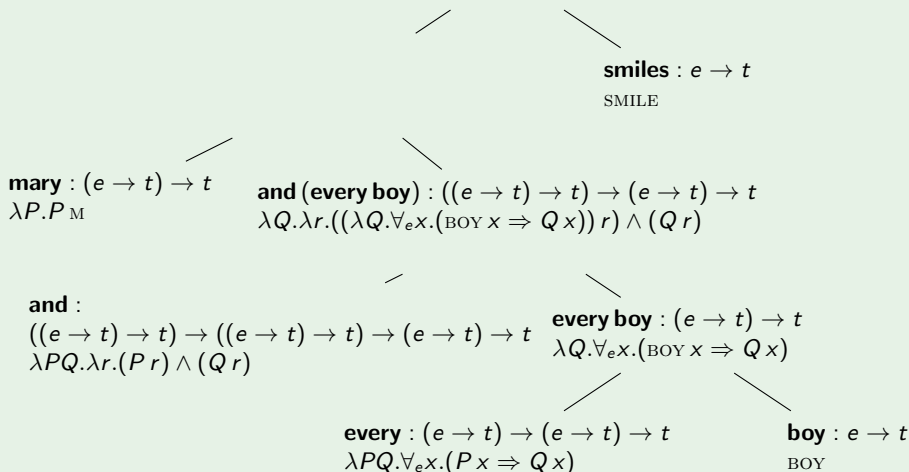 smiles : e → t
SMILE
mary : (e → t) → t
λP.P M
and (every boy) : ((e → t) → t) → (e → t) → t
λQ.λr.((λQ.∀ₑx.(BOY x ⇒ Q x)) r) ∧ (Q r)
and :
((e → t) → t) → ((e → t) → t) → (e → t) → t
λPQ.λr.(P r) ∧ (Q r)
every boy : (e → t) → t
λQ.∀ₑx.(BOY x ⇒ Q x)
every : (e → t) → (e → t) → t
λPQ.∀ₑx.(P x ⇒ Q x)
boy : e → t
BOY